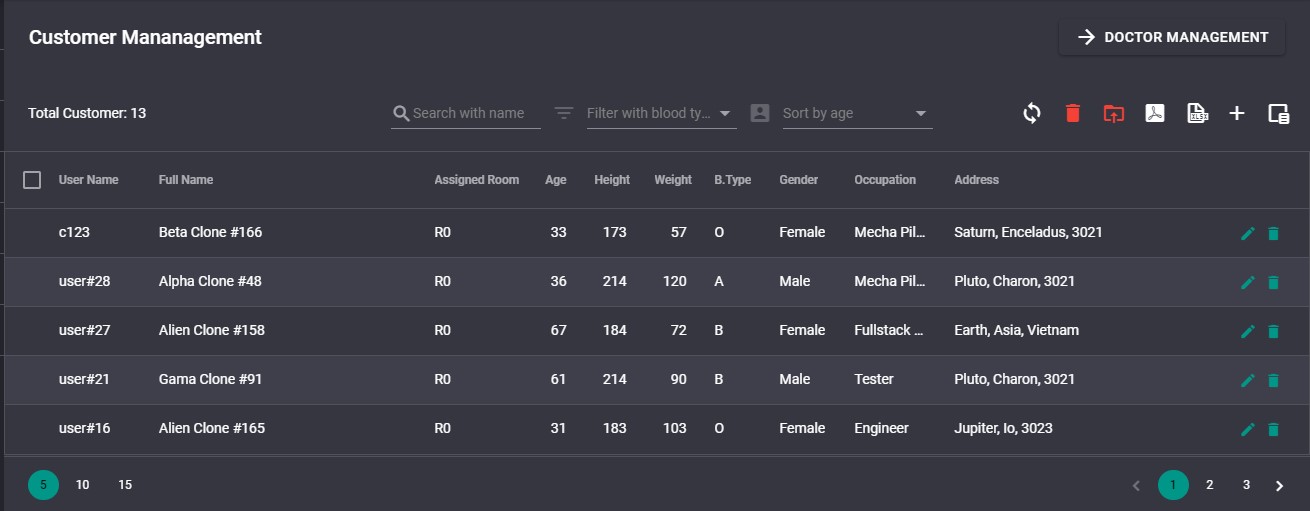 Customer Mananagement
DOCTOR MANAGEMENT
Total Customer: 13 Search with name Filter with blood ty... Sort by age XLSX
User Name Full Name Assigned Room Age Height Weight B.Type Gender Occupation Address
c123 Beta Clone #166 R0 33 173 57 O Female Mecha Pil... Saturn, Enceladus, 3021
user#28 Alpha Clone #48 R0 36 214 120 A Male Mecha Pil... Pluto, Charon, 3021
user#27 Alien Clone #158 R0 67 184 72 B Female Fullstack ... Earth, Asia, Vietnam
user#21 Gama Clone #91 R0 61 214 90 B Male Tester Pluto, Charon, 3021
user#16 Alien Clone #165 R0 31 183 103 O Female Engineer Jupiter, Io, 3023
5 10 15 1 2 3